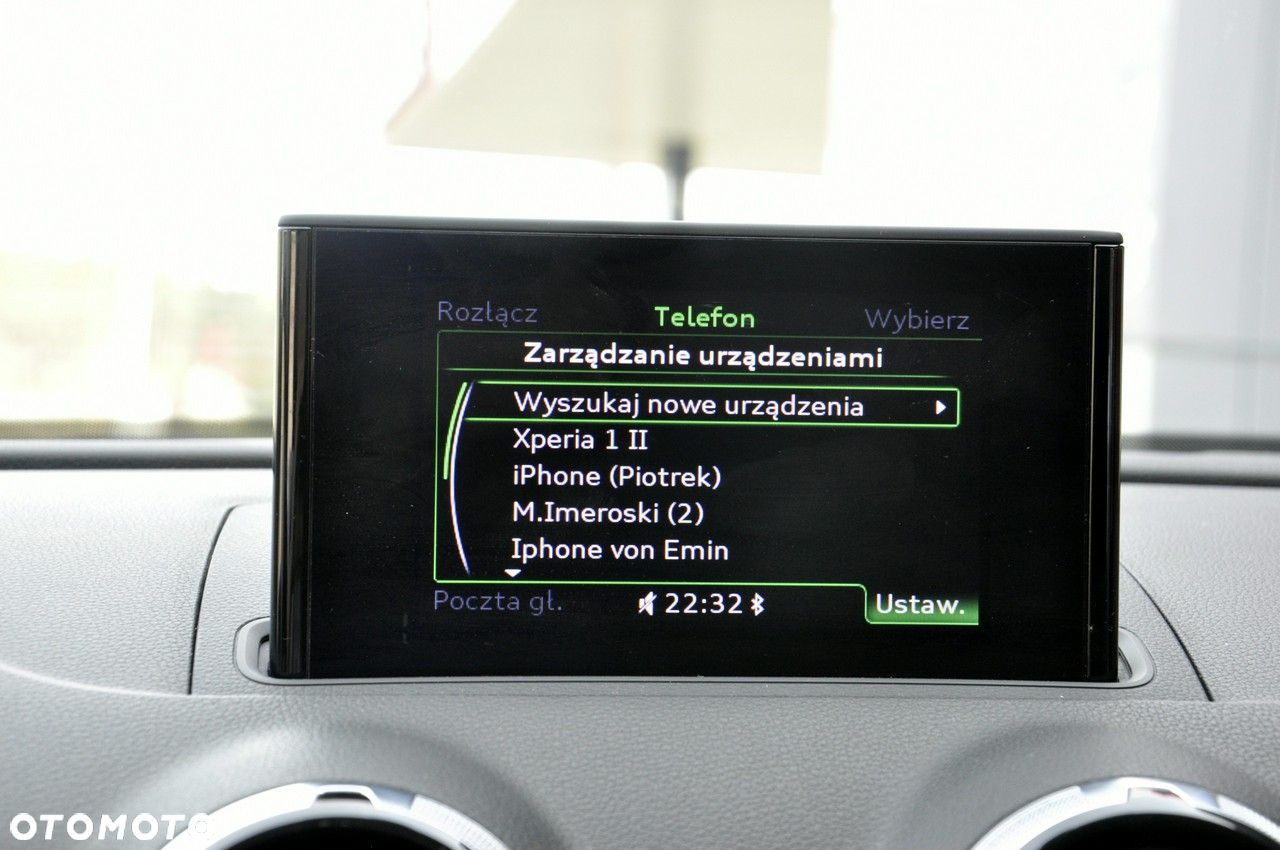 Rozłącz Telefon Wybierz
Zarządzanie urządzeniami
Wyszukaj nowe urządzenia
Xperia 1 II
iPhone (Piotrek)
M.Imeroski (2)
Iphone von Emin
Poczta gł. 22:32 Ustaw.
OTOMOTO